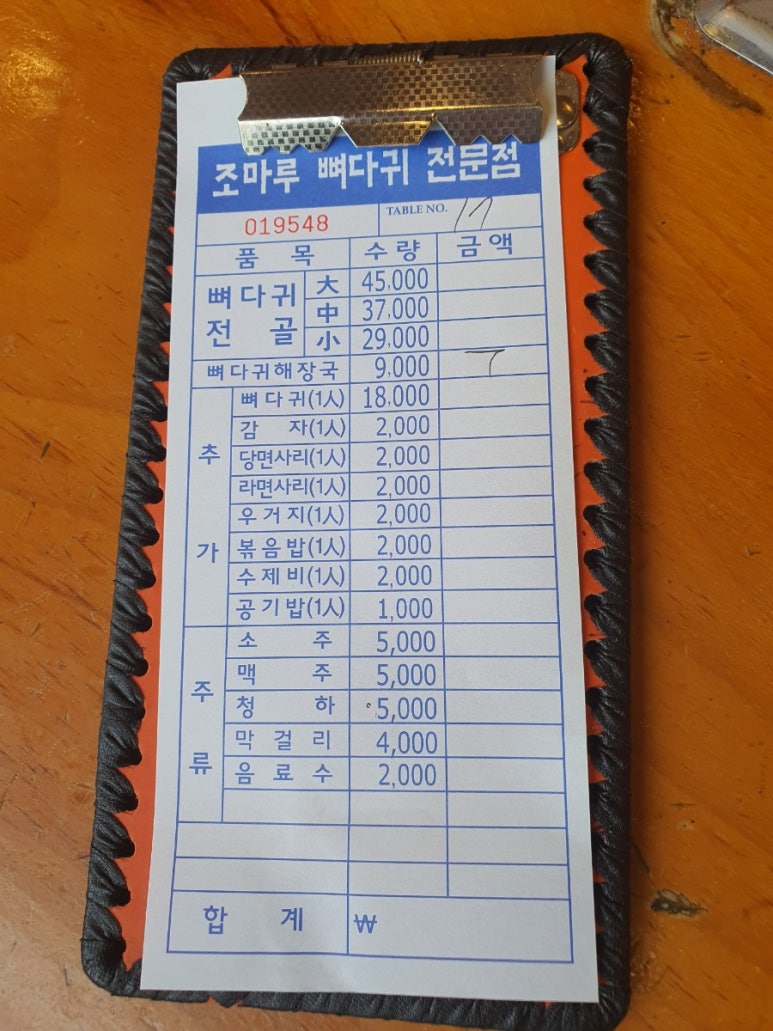 조마루 뼈다귀 전문점
019548 TABLE NO. 17
품 목 수량 금액
뼈다귀 전 골 大 45,000
中 37,000
小 29,000
뼈다귀해장국 9,000 ㅜ
추 가 뼈다귀(1人) 18,000
감 자(1人) 2,000
당면사리(1人) 2,000
라면사리(1人) 2,000
우거지(1人) 2,000
볶음밥(1人) 2,000
수제비(1人) 2,000
공기밥(1人) 1,000
주 류 소 주 5,000
맥 주 5,000
청 하 5,000
막걸리 4,000
음료수 2,000
합 계 ₩